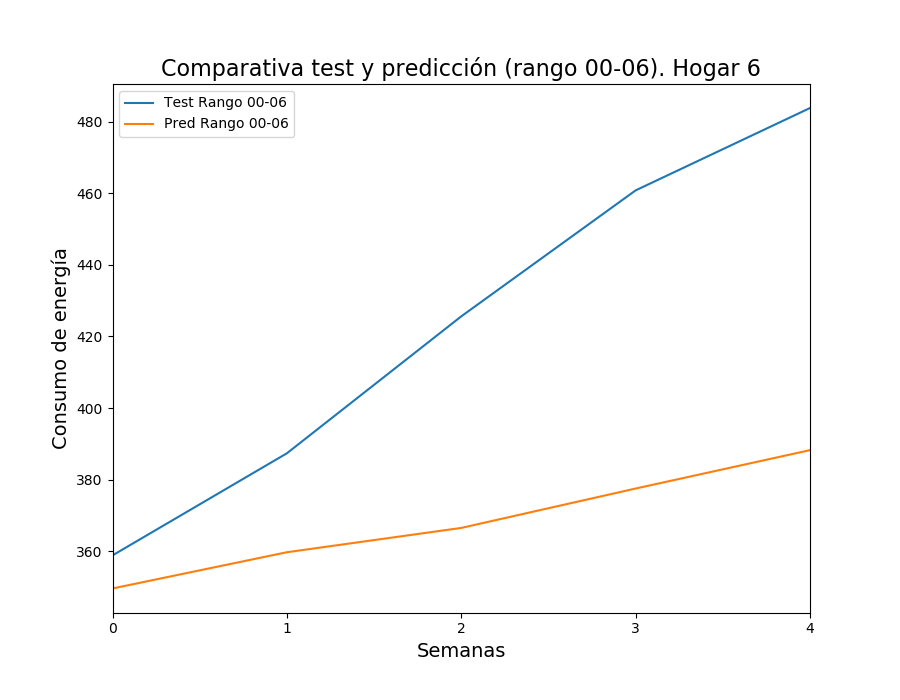 Comparativa test y predicción (rango 00-06). Hogar 6
Test Rango 00-06
Pred Rango 00-06
480
460
440
420
400
380
360
Consumo de energía
0 1 2 3 4
Semanas